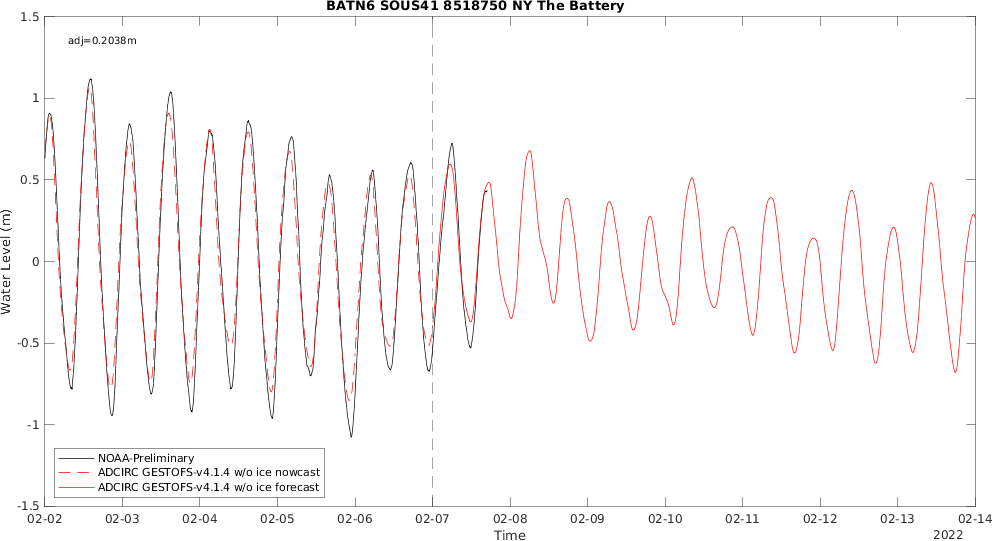 BATN6 SOUS41 8518750 NY The Battery
adj=0.2038m
1.5
1
0.5
0
-0.5
-1
-1.5
Water Level (m)
NOAA-Preliminary
ADCIRC GESTOFS-v4.1.4 w/o ice nowcast
ADCIRC GESTOFS-v4.1.4 w/o ice forecast
02-02 02-03 02-04 02-05 02-06 02-07 02-08 02-09 02-10 02-11 02-12 02-13 02-14
Time
2022